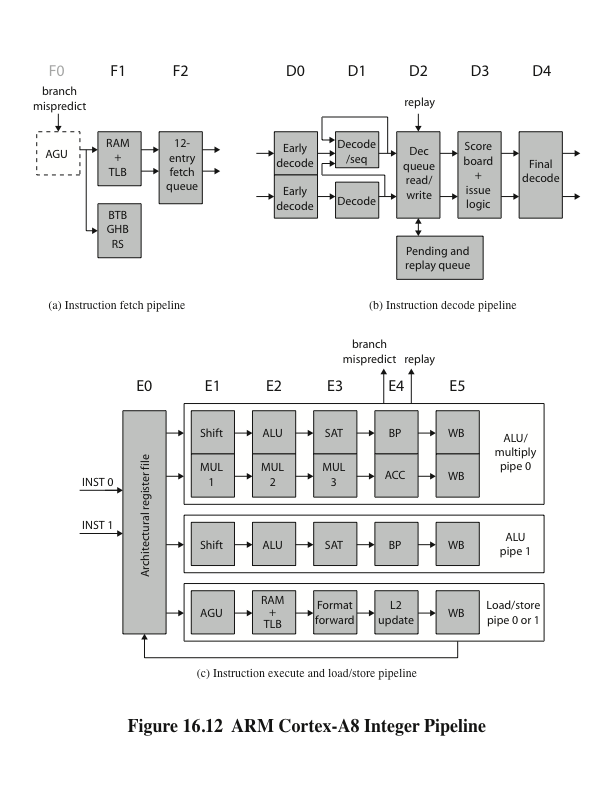 F0 F1 F2 D0 D1 D2 D3 D4
branch
mispredict
replay
AGU
RAM
+
TLB
12-
entry
fetch
queue
BTB
GHB
RS
Early
decode
Early
decode
Decode
/seq
Decode
Dec
queue
read/
write
Score
board
+
issue
logic
Final
decode
Pending and
replay queue
(a) Instruction fetch pipeline
(b) Instruction decode pipeline
branch
mispredict replay
E0 E1 E2 E3 E4 E5
INST 0
INST 1
Architectural register file
Shift ALU SAT BP WB
MUL
1
MUL
2
MUL
3
ACC WB
ALU/
multiply
pipe 0
Shift ALU SAT BP WB
ALU
pipe 1
AGU
RAM
+
TLB
Format
forward
L2
update
WB
Load/store
pipe 0 or 1
(c) Instruction execute and load/store pipeline
Figure 16.12 ARM Cortex-A8 Integer Pipeline